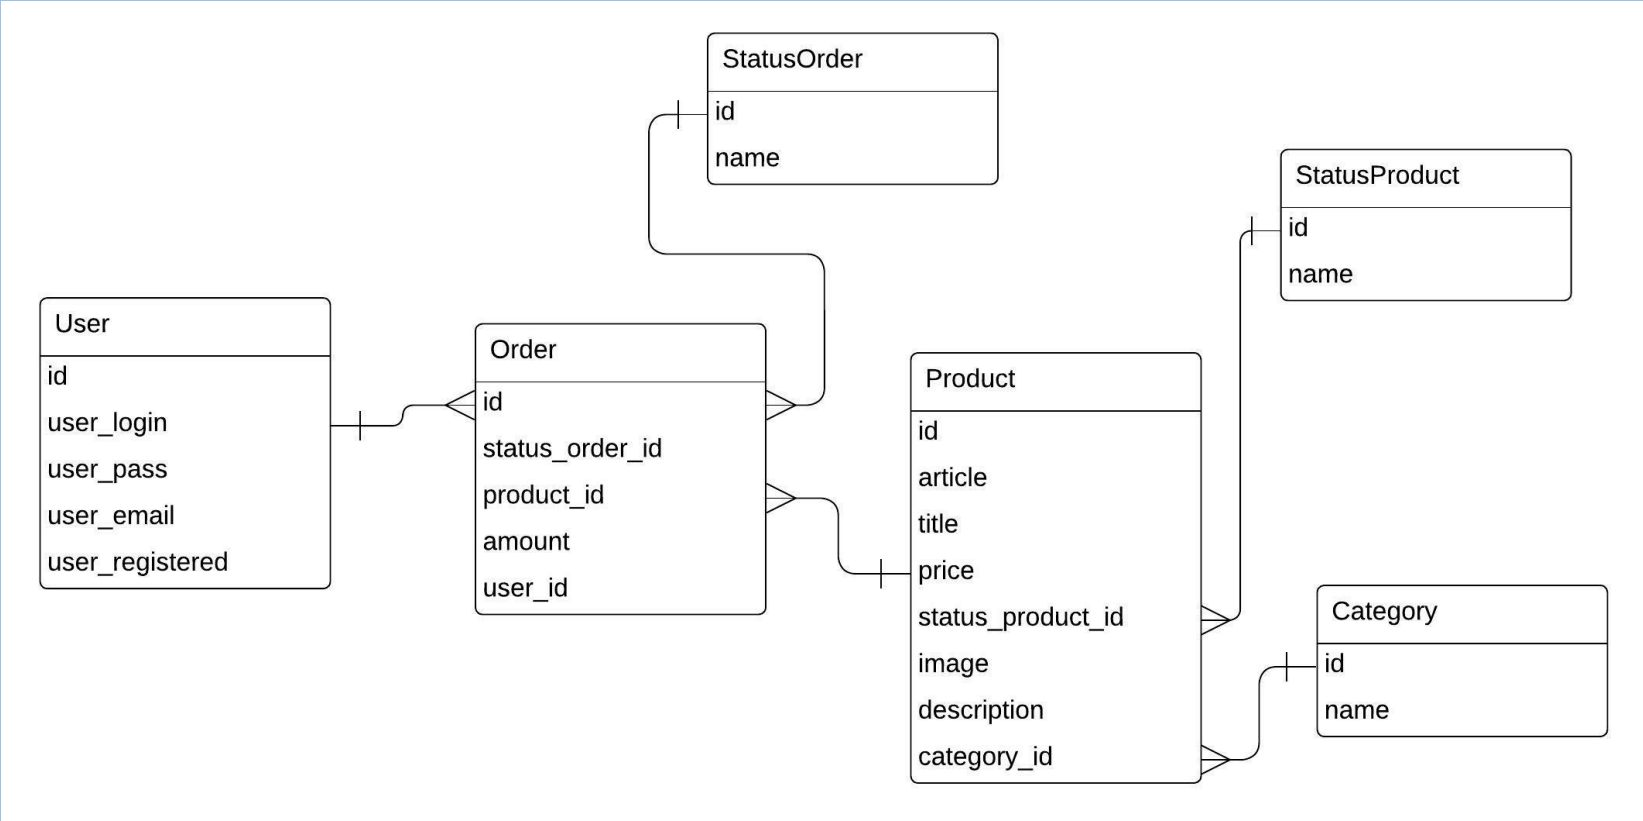 StatusOrder
id
name
StatusProduct
id
name
User
id
user_login
user_pass
user_email
user_registered
Order
id
status_order_id
product_id
amount
user_id
Product
id
article
title
price
status_product_id
image
description
category_id
Category
id
name